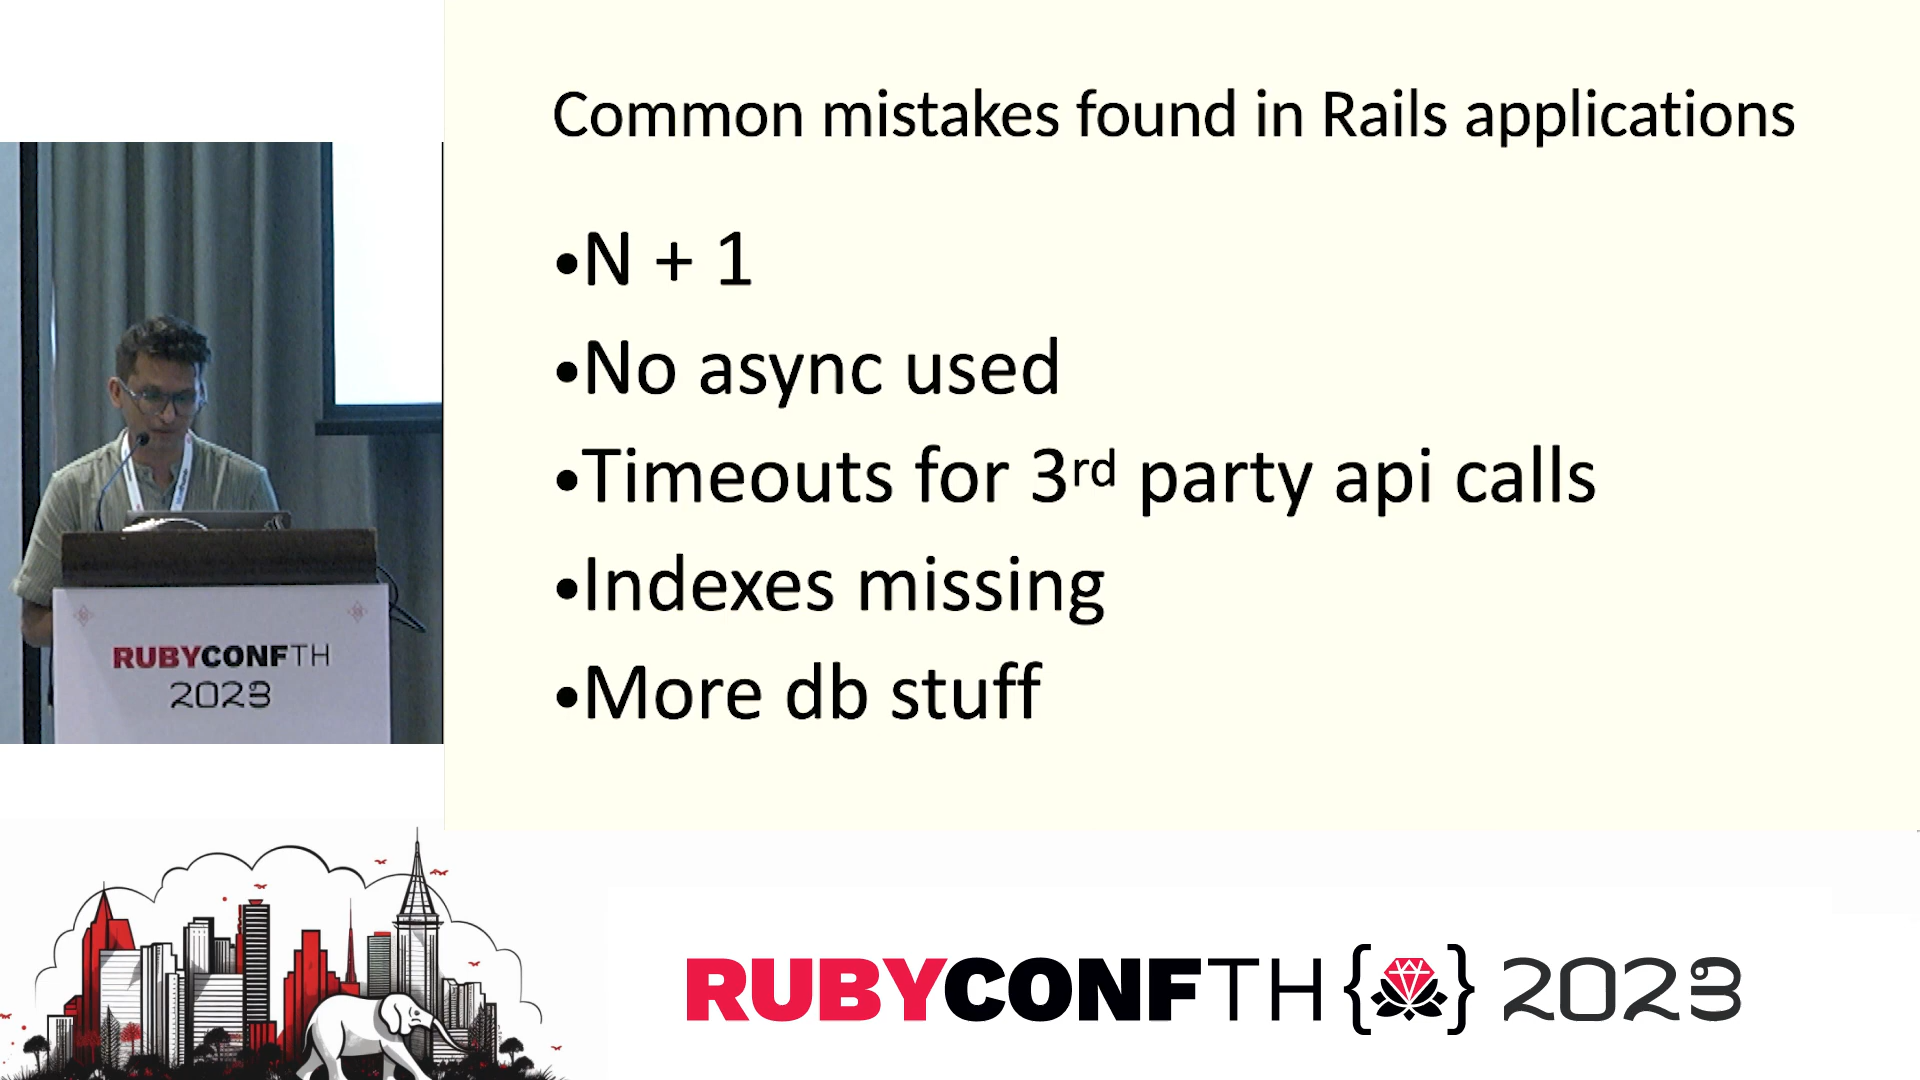 Common mistakes found in Rails applications
•N + 1
•No async used
•Timeouts for 3rd party api calls
•Indexes missing
•More db stuff
RUBYCONFTH
2023
RUBYCONFTH 2023